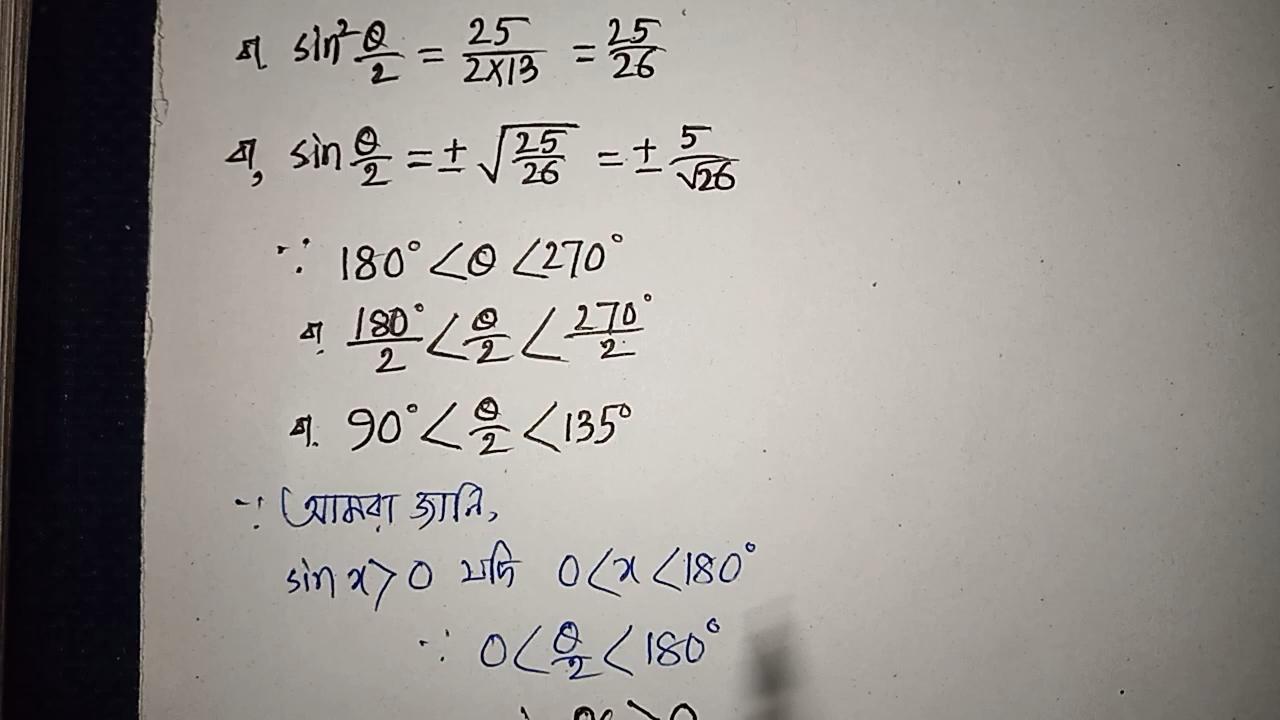 বা, sin²θ/2 = 25/2×13 = 25/26
বা, sin θ/2 = ± √25/26 = ± 5/√26
∵ 180° < θ < 270°
বা, 180°/2 < θ/2 < 270°/2
বা, 90° < θ/2 < 135°
∵ আমরা জানি,
sin x > 0 যদি 0 < x < 180°
∵ 0 < θ/2 < 180°